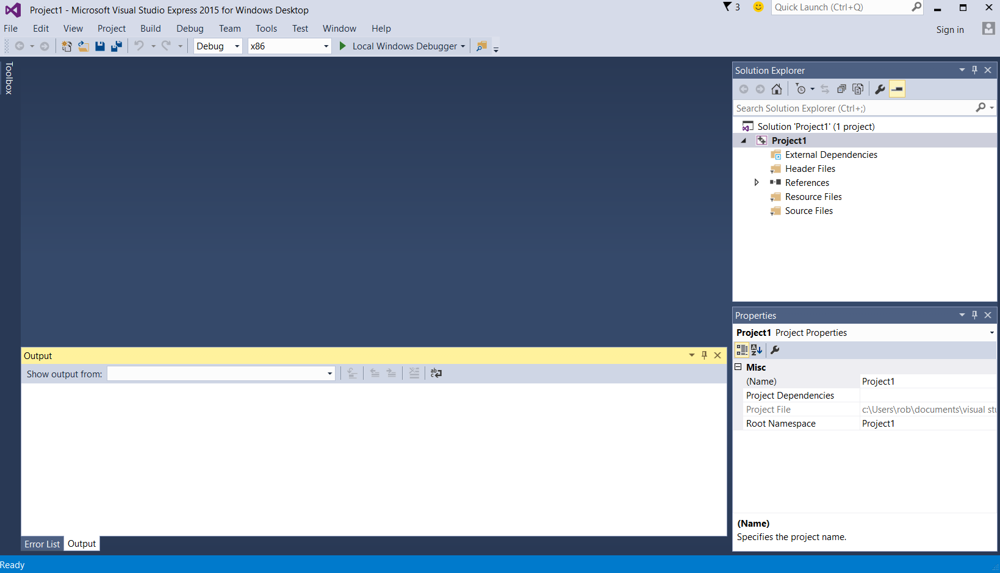 Project1 - Microsoft Visual Studio Express 2015 for Windows Desktop
3
Quick Launch (Ctrl+Q)
File Edit View Project Build Debug Team Tools Test Window Help
Sign in
Debug x86 Local Windows Debugger
Toolbox
Solution Explorer
Search Solution Explorer (Ctrl+;)
Solution 'Project1' (1 project)
Project1
External Dependencies
Header Files
References
Resource Files
Source Files
Properties
Project1 Project Properties
Misc
(Name) Project1
Project Dependencies
Project File c:\Users\rob\documents\visual stu
Root Namespace Project1
(Name)
Specifies the project name.
Output
Show output from:
Error List Output
Ready